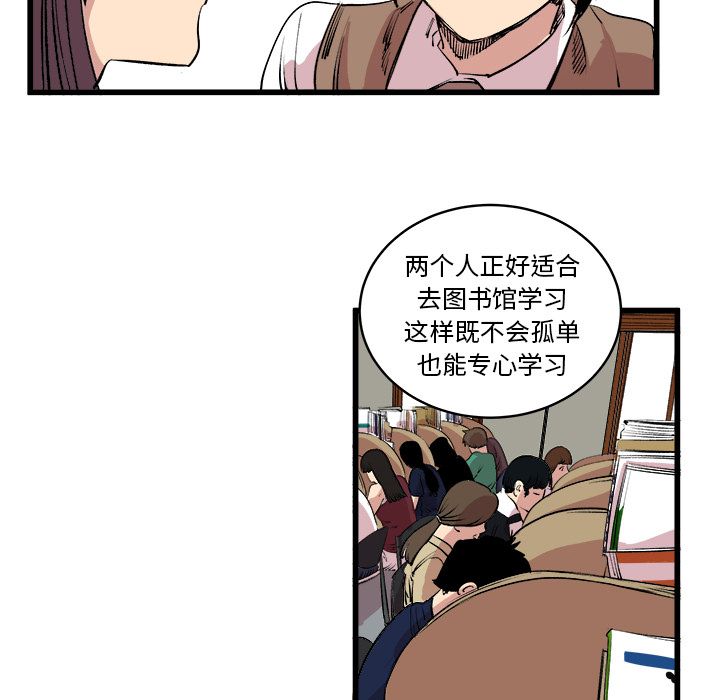 两个人正好适合
去图书馆学习
这样既不会孤单
也能专心学习